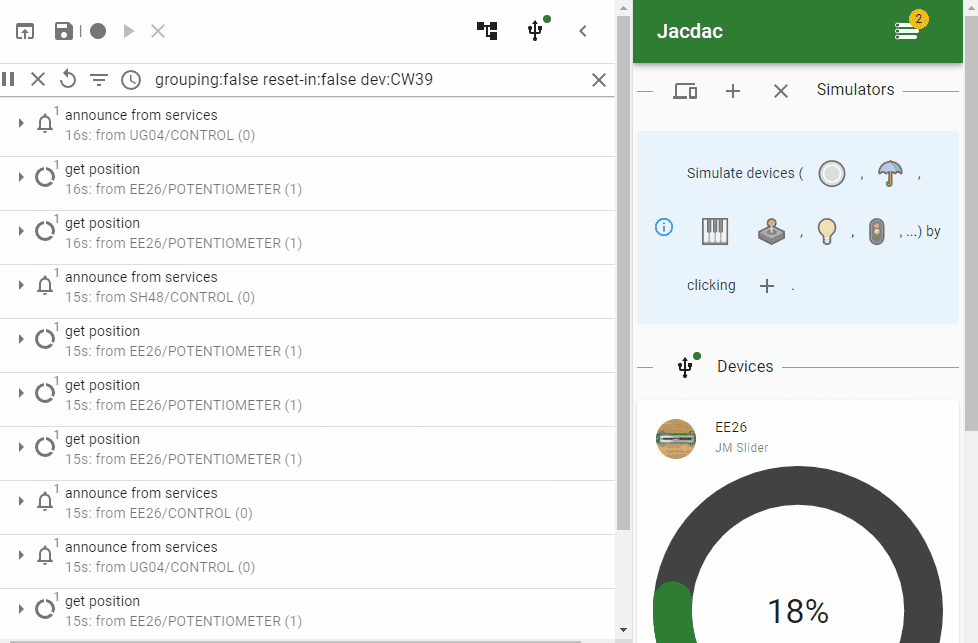 grouping:false reset-in:false dev:CW39
1
announce from services
16s: from UG04/CONTROL (0)
1
get position
16s: from EE26/POTENTIOMETER (1)
1
get position
16s: from EE26/POTENTIOMETER (1)
1
announce from services
15s: from SH48/CONTROL (0)
1
get position
15s: from EE26/POTENTIOMETER (1)
1
get position
15s: from EE26/POTENTIOMETER (1)
1
get position
15s: from EE26/POTENTIOMETER (1)
1
announce from services
15s: from EE26/CONTROL (0)
1
announce from services
15s: from UG04/CONTROL (0)
1
get position
15s: from EE26/POTENTIOMETER (1)
Jacdac
2
Simulators
Simulate devices ( , ,
, , , ...) by
clicking .
Devices
EE26
JM Slider
18%